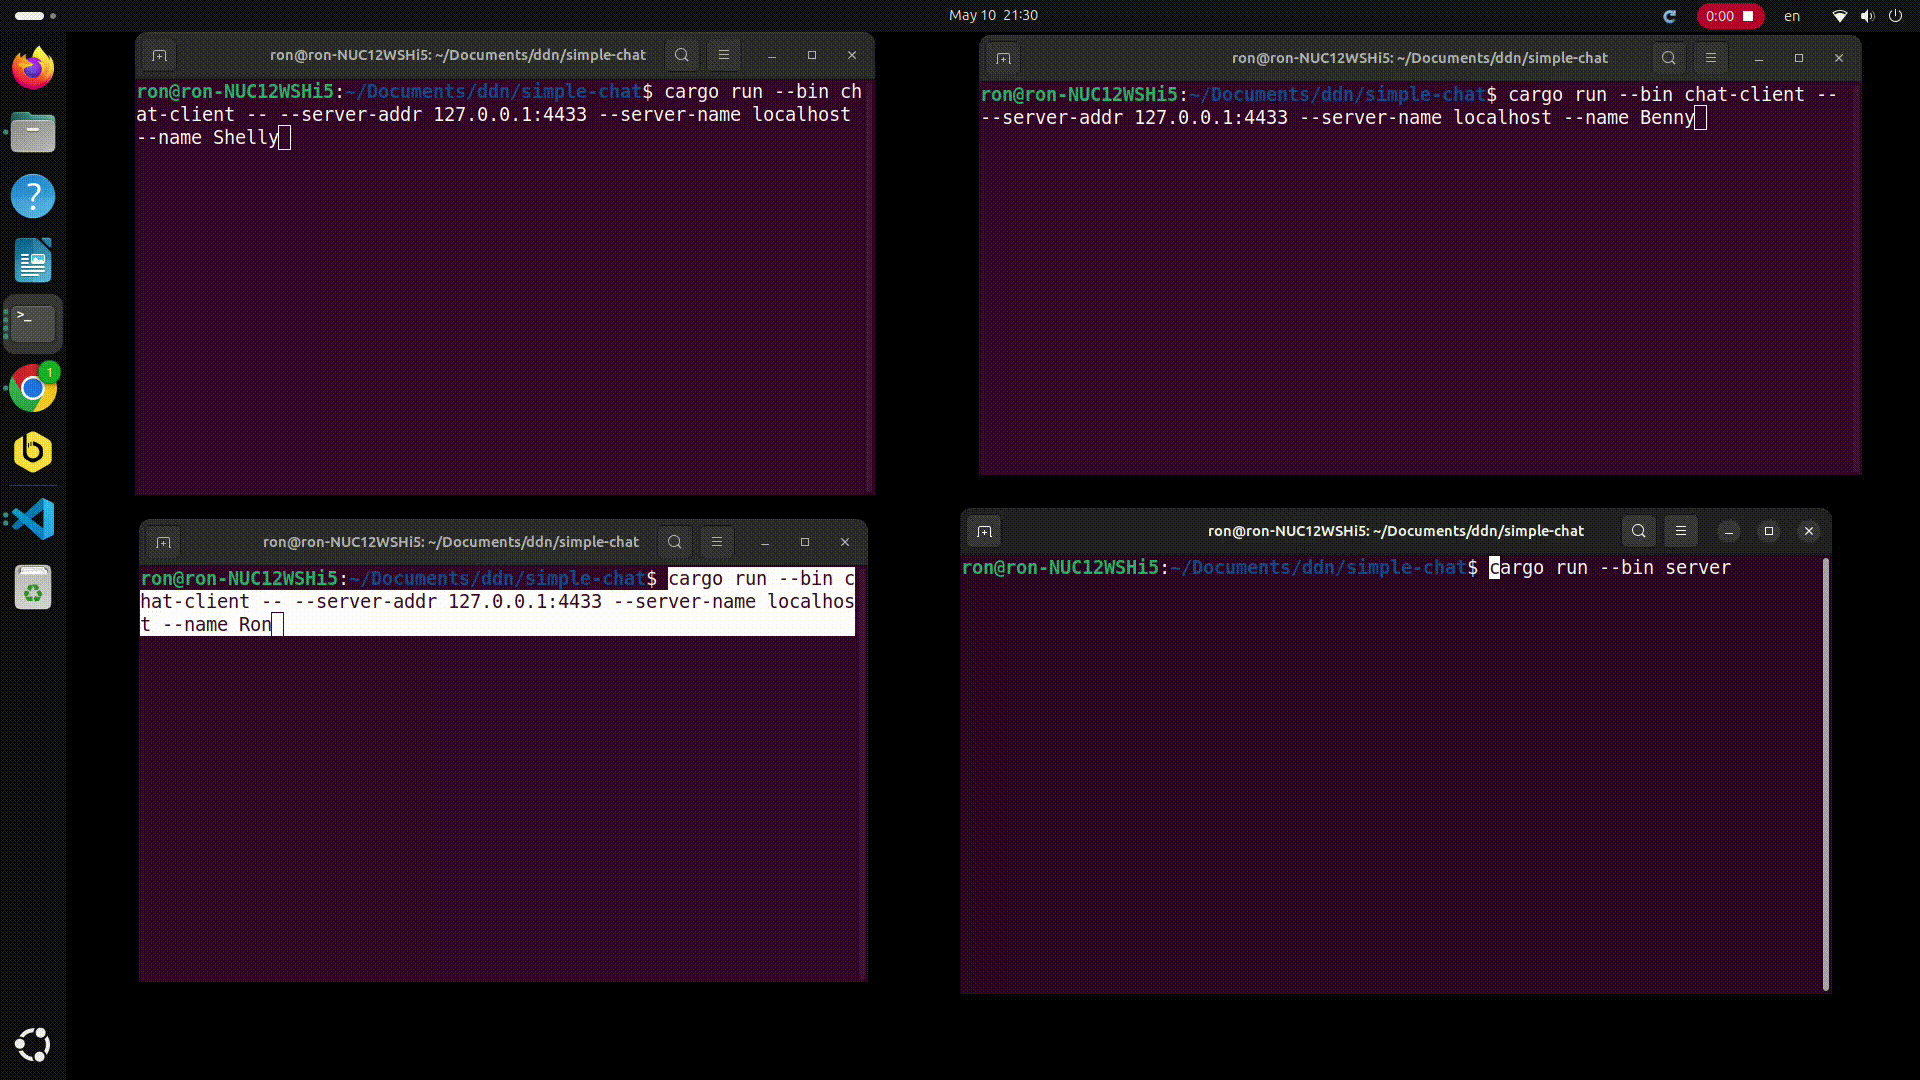 May 10 21:30
0:00
en
ron@ron-NUC12WSHi5: ~/Documents/ddn/simple-chat
ron@ron-NUC12WSHi5:~/Documents/ddn/simple-chat$ cargo run --bin ch
at-client -- --server-addr 127.0.0.1:4433 --server-name localhost
--name Shelly
ron@ron-NUC12WSHi5: ~/Documents/ddn/simple-chat
ron@ron-NUC12WSHi5:~/Documents/ddn/simple-chat$ cargo run --bin chat-client --
--server-addr 127.0.0.1:4433 --server-name localhost --name Benny
ron@ron-NUC12WSHi5: ~/Documents/ddn/simple-chat
ron@ron-NUC12WSHi5:~/Documents/ddn/simple-chat$ cargo run --bin c
hat-client -- --server-addr 127.0.0.1:4433 --server-name localhos
t --name Ron
ron@ron-NUC12WSHi5: ~/Documents/ddn/simple-chat
ron@ron-NUC12WSHi5:~/Documents/ddn/simple-chat$ cargo run --bin server
?
>_
1
b